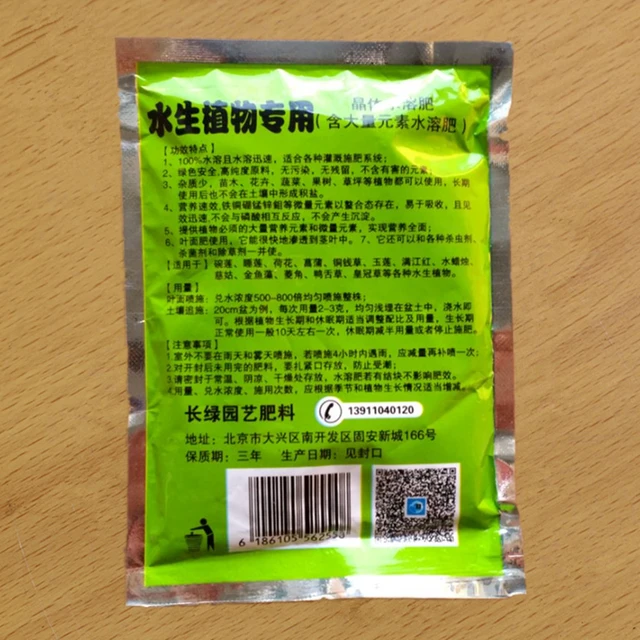 水生植物专用
晶体水溶肥
(含大量元素水溶肥)
【功效特点】
1、100%水溶且水溶迅速，适合各种灌溉施肥系统；
2、绿色安全,高纯度原料，无污染，无残留，不含有害的元素；
3、杂质少，苗木、花卉、蔬菜、果树、草坪等植物都可以使用，长期
使用后也不会在土壤中形成积盐。
4、营养速效,铁铜硼锰锌钼等微量元素以螯合态存在，易于吸收，且见
效迅速,不会与磷酸相互反应，不会产生沉淀。
5、提供植物必须的大量营养元素和微量元素，实现营养全面；
6、叶面肥使用，它能很快地渗透到茎叶中。7、它还可以和各种杀虫剂、
杀菌剂和除草剂一并使。
【适用于】碗莲、睡莲、荷花、菖蒲、铜钱草、玉莲、满江红、水蜡烛、
慈姑、金鱼藻、菱角、鸭舌草、皇冠草等各种水生植物。
【用量】
叶面喷施：兑水浓度500-800倍均匀喷施整株；
土壤追施：20cm盆为例，每次用量2-3克，均匀浅埋在盆土中，浇水即
可。根据植物生长期和休眠期适当调整配比及用量，生长期
正常使用一般10天左右一次，休眠期减半用量或者停止施肥。
【注意事项】
1.室外不要在雨天和雾天喷施，若喷施4小时内遇雨，应减量再补喷一次；
2.对开封后未用完的肥料，要扎紧口存放，防止受潮；
3.请密封于常温、阴凉、干燥处存放，水溶肥若有结块不影响肥效。
4.用量、兑水浓度、施用次数，应根据季节和植物生长情况适当增减。
长绿园艺肥料 13911040120
地址：北京市大兴区南开发区固安新城166号
保质期：三年 生产日期：见封口
6 186105